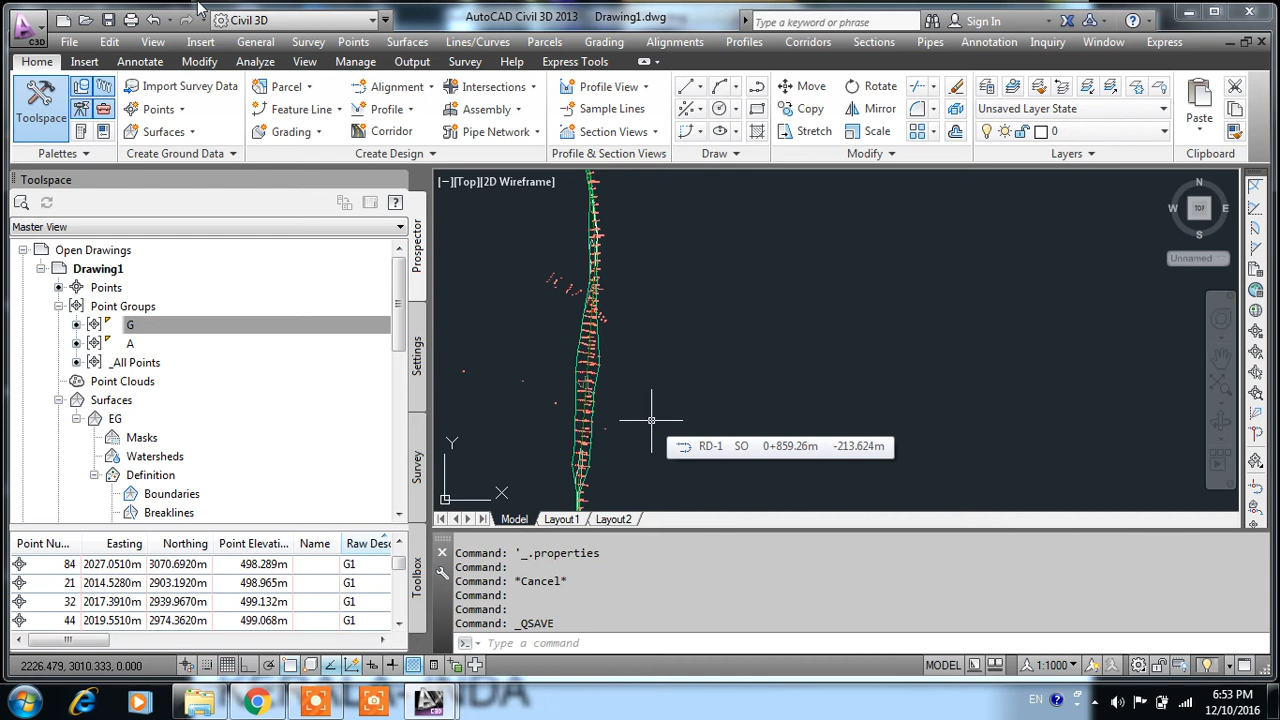 Civil 3D
AutoCAD Civil 3D 2013 Drawing1.dwg
Type a keyword or phrase
Sign In
C3D
File Edit View Insert General Survey Points Surfaces Lines/Curves Parcels Grading Alignments Profiles Corridors Sections Pipes Annotation Inquiry Window Express
Home Insert Annotate Modify Analyze View Manage Output Survey Help Express Tools
Toolspace
Import Survey Data
Points
Surfaces
Parcel
Feature Line
Grading
Alignment
Profile
Corridor
Intersections
Assembly
Pipe Network
Profile View
Sample Lines
Section Views
Move
Copy
Stretch
Rotate
Mirror
Scale
Unsaved Layer State
0
Paste
Palettes Create Ground Data Create Design Profile & Section Views Draw Modify Layers Clipboard
Toolspace
Master View
Open Drawings
Drawing1
Points
Point Groups
G
A
_All Points
Point Clouds
Surfaces
EG
Masks
Watersheds
Definition
Boundaries
Breaklines
Prospector
Settings
Survey
Toolbox
Point Nu... Easting Northing Point Elevati... Name Raw Desc
84 2027.0510m 3070.6920m 498.289m G1
21 2014.5280m 2903.1920m 498.965m G1
32 2017.3910m 2939.9670m 499.132m G1
44 2019.5510m 2974.3620m 499.068m G1
[−][Top][2D Wireframe]
N
W TOP E
S
Unnamed
RD-1 SO 0+859.26m -213.624m
Y
X
Model Layout1 Layout2
Command: '_.properties
Command:
Command: *Cancel*
Command:
Command:
Command: _QSAVE
Type a command
2226.479, 3010.333, 0.000
MODEL
1:1000
EN
6:53 PM
12/10/2016